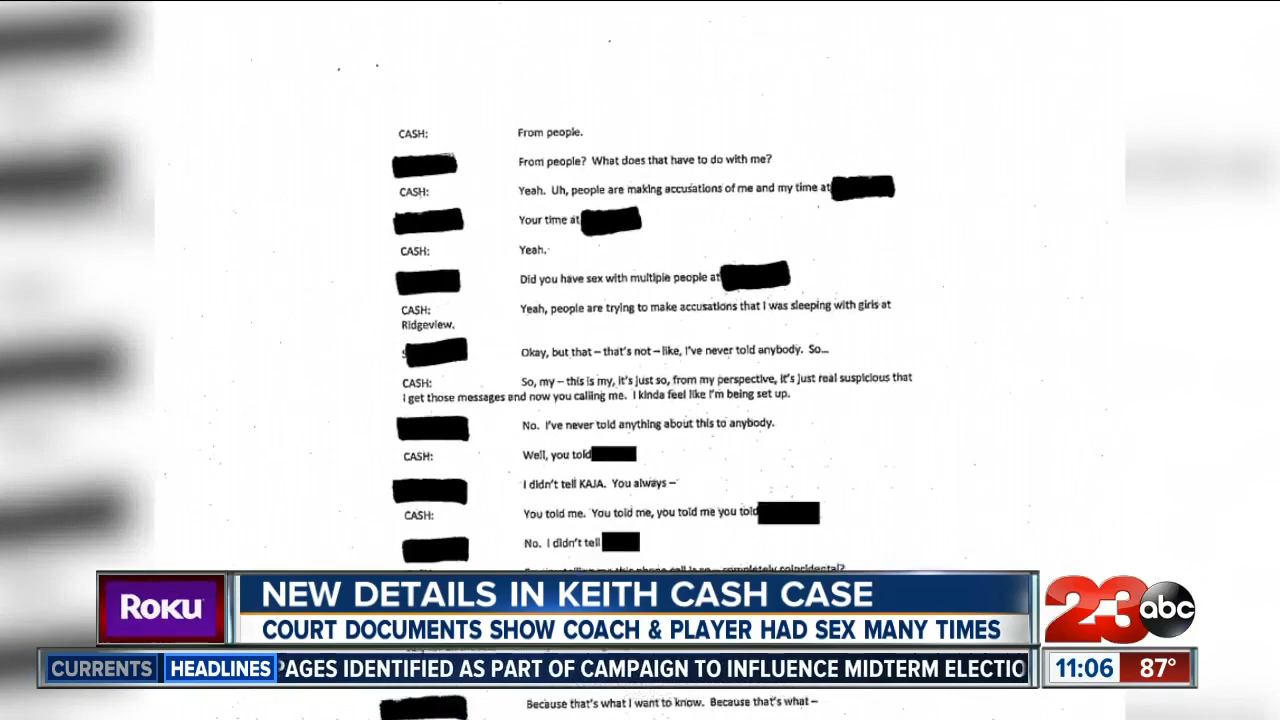 CASH: From people.
From people? What does that have to do with me?
CASH: Yeah. Uh, people are making accusations of me and my time at
Your time at
CASH: Yeah.
Did you have sex with multiple people at
CASH: Yeah, people are trying to make accusations that I was sleeping with girls at
Ridgeview.
Okay, but that – that's not – like, I've never told anybody. So...
CASH: So, my – this is my, it's just so, from my perspective, it's just real suspicious that
I get those messages and now you calling me. I kinda feel like I'm being set up.
No. I've never told anything about this to anybody.
CASH: Well, you told
I didn't tell KAJA. You always –
CASH: You told me. You told me, you told me you told
No. I didn't tell
completely coincidental?
ROKU
NEW DETAILS IN KEITH CASH CASE
COURT DOCUMENTS SHOW COACH & PLAYER HAD SEX MANY TIMES
23 abc
CURRENTS HEADLINES PAGES IDENTIFIED AS PART OF CAMPAIGN TO INFLUENCE MIDTERM ELECTIO
11:06 87°
Because that's what I want to know. Because that's what –